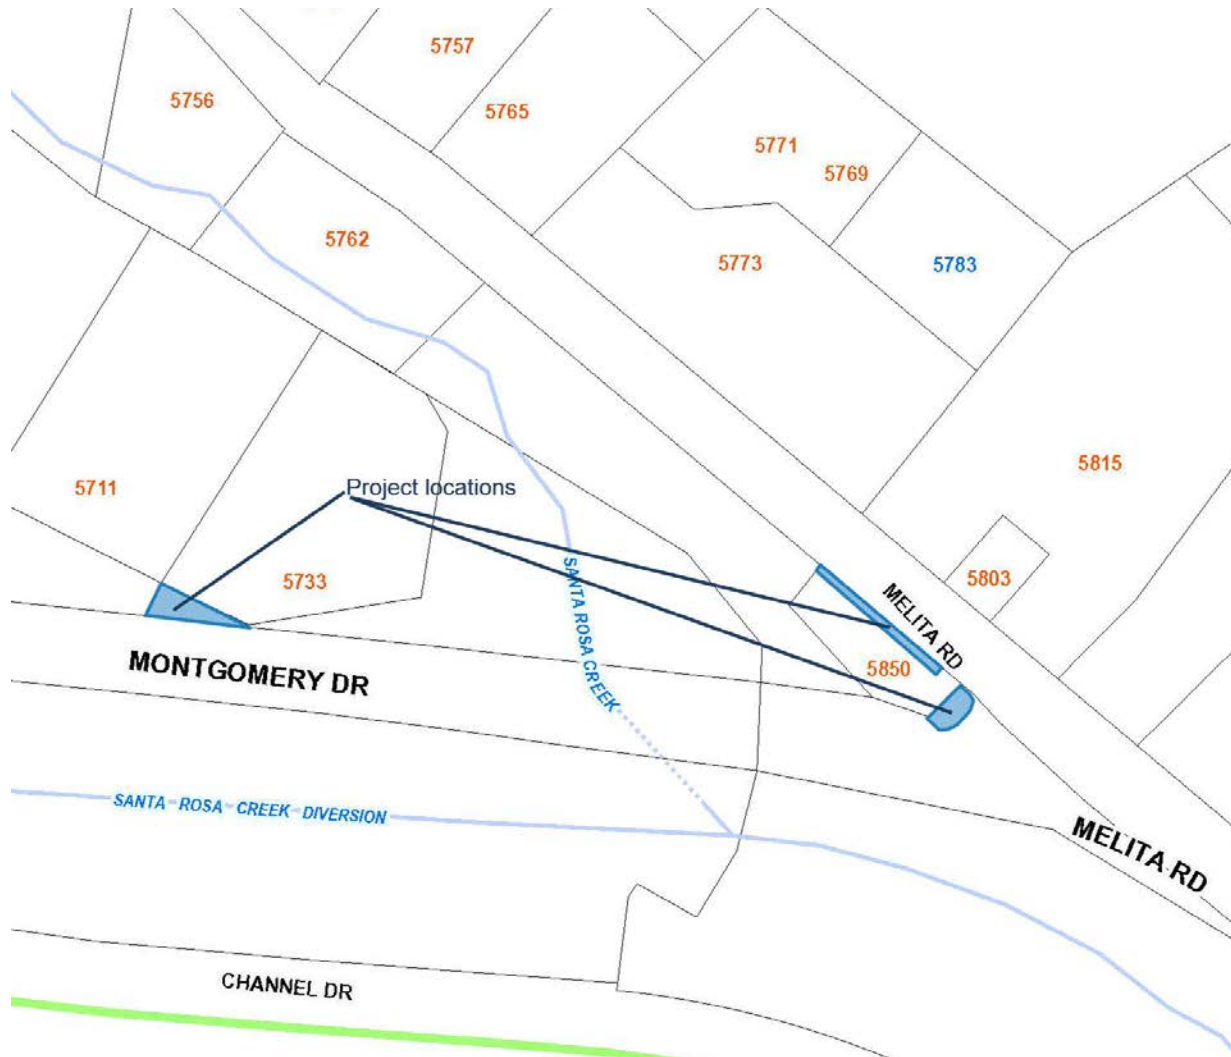 5757
5756
5765
5771
5769
5762
5773
5783
5815
5711
Project locations
5733
5803
SANTA ROSA CREEK
MELITA RD
5850
MONTGOMERY DR
SANTA ROSA CREEK DIVERSION
MELITA RD
CHANNEL DR